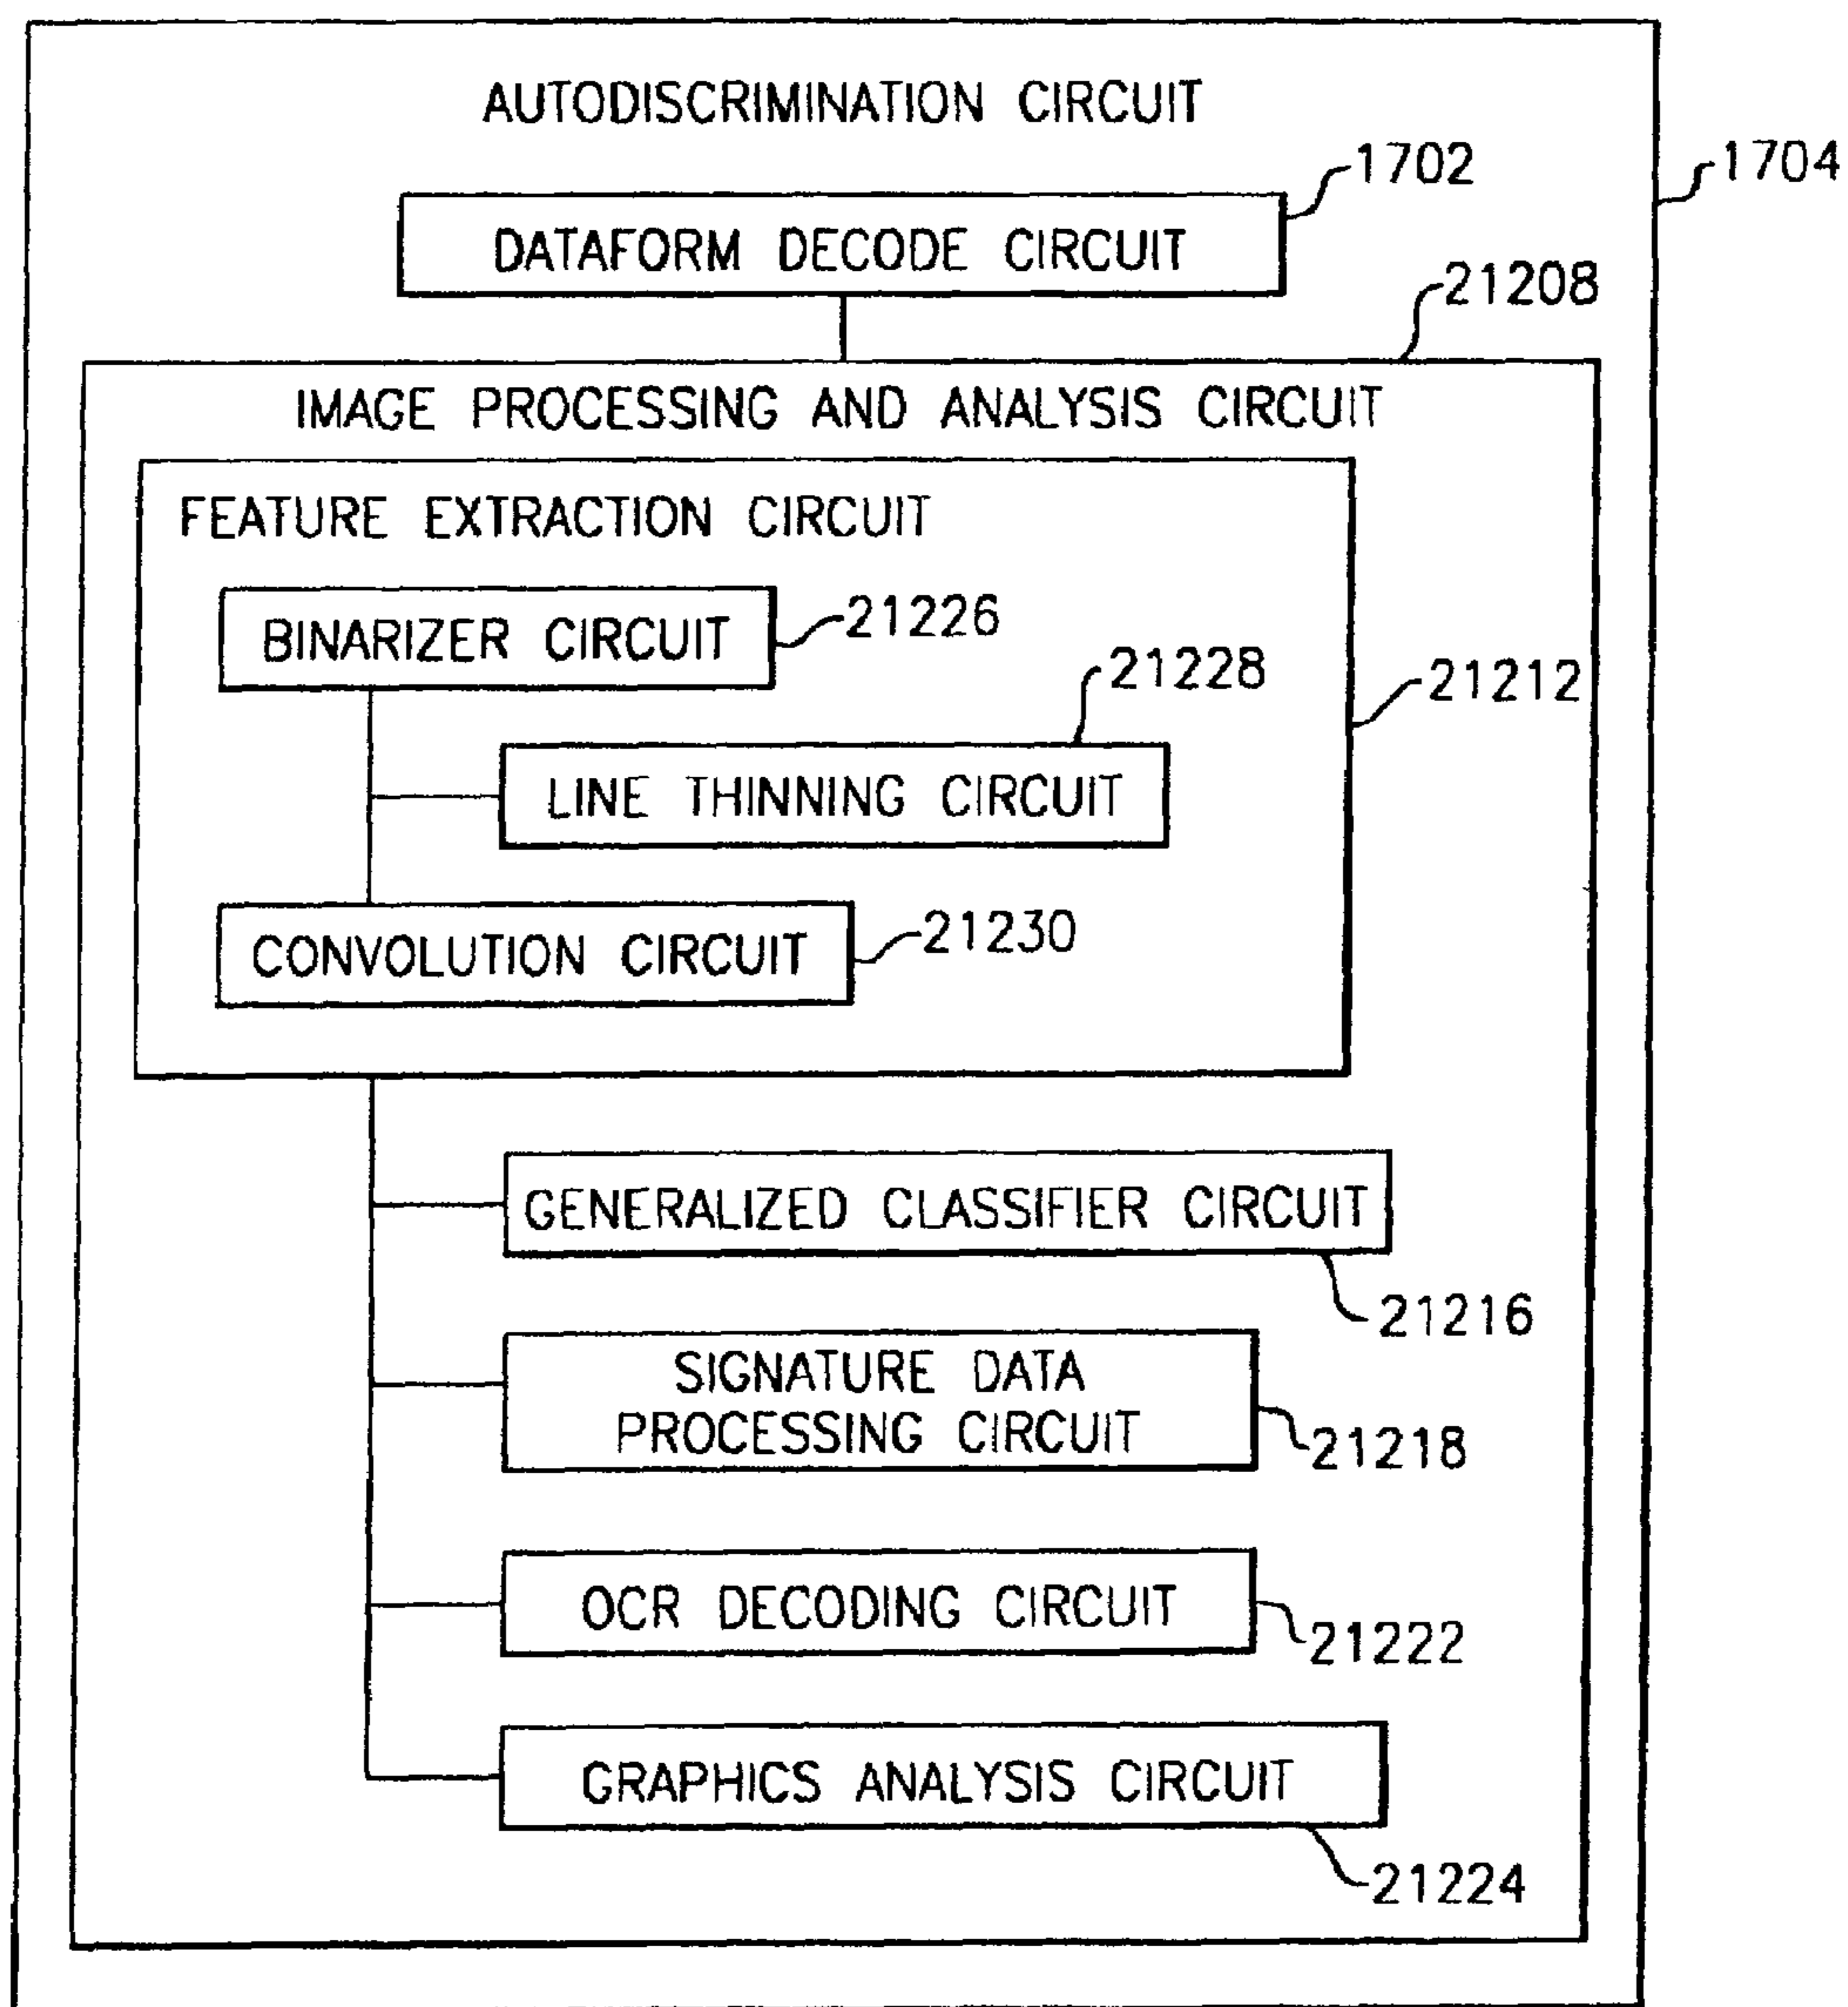 AUTODISCRIMINATION CIRCUIT
1702
1704
DATAFORM DECODE CIRCUIT
21208
IMAGE PROCESSING AND ANALYSIS CIRCUIT
FEATURE EXTRACTION CIRCUIT
BINARIZER CIRCUIT
21226
21228
21212
LINE THINNING CIRCUIT
CONVOLUTION CIRCUIT
21230
GENERALIZED CLASSIFIER CIRCUIT
21216
SIGNATURE DATA
PROCESSING CIRCUIT
21218
OCR DECODING CIRCUIT
21222
GRAPHICS ANALYSIS CIRCUIT
21224